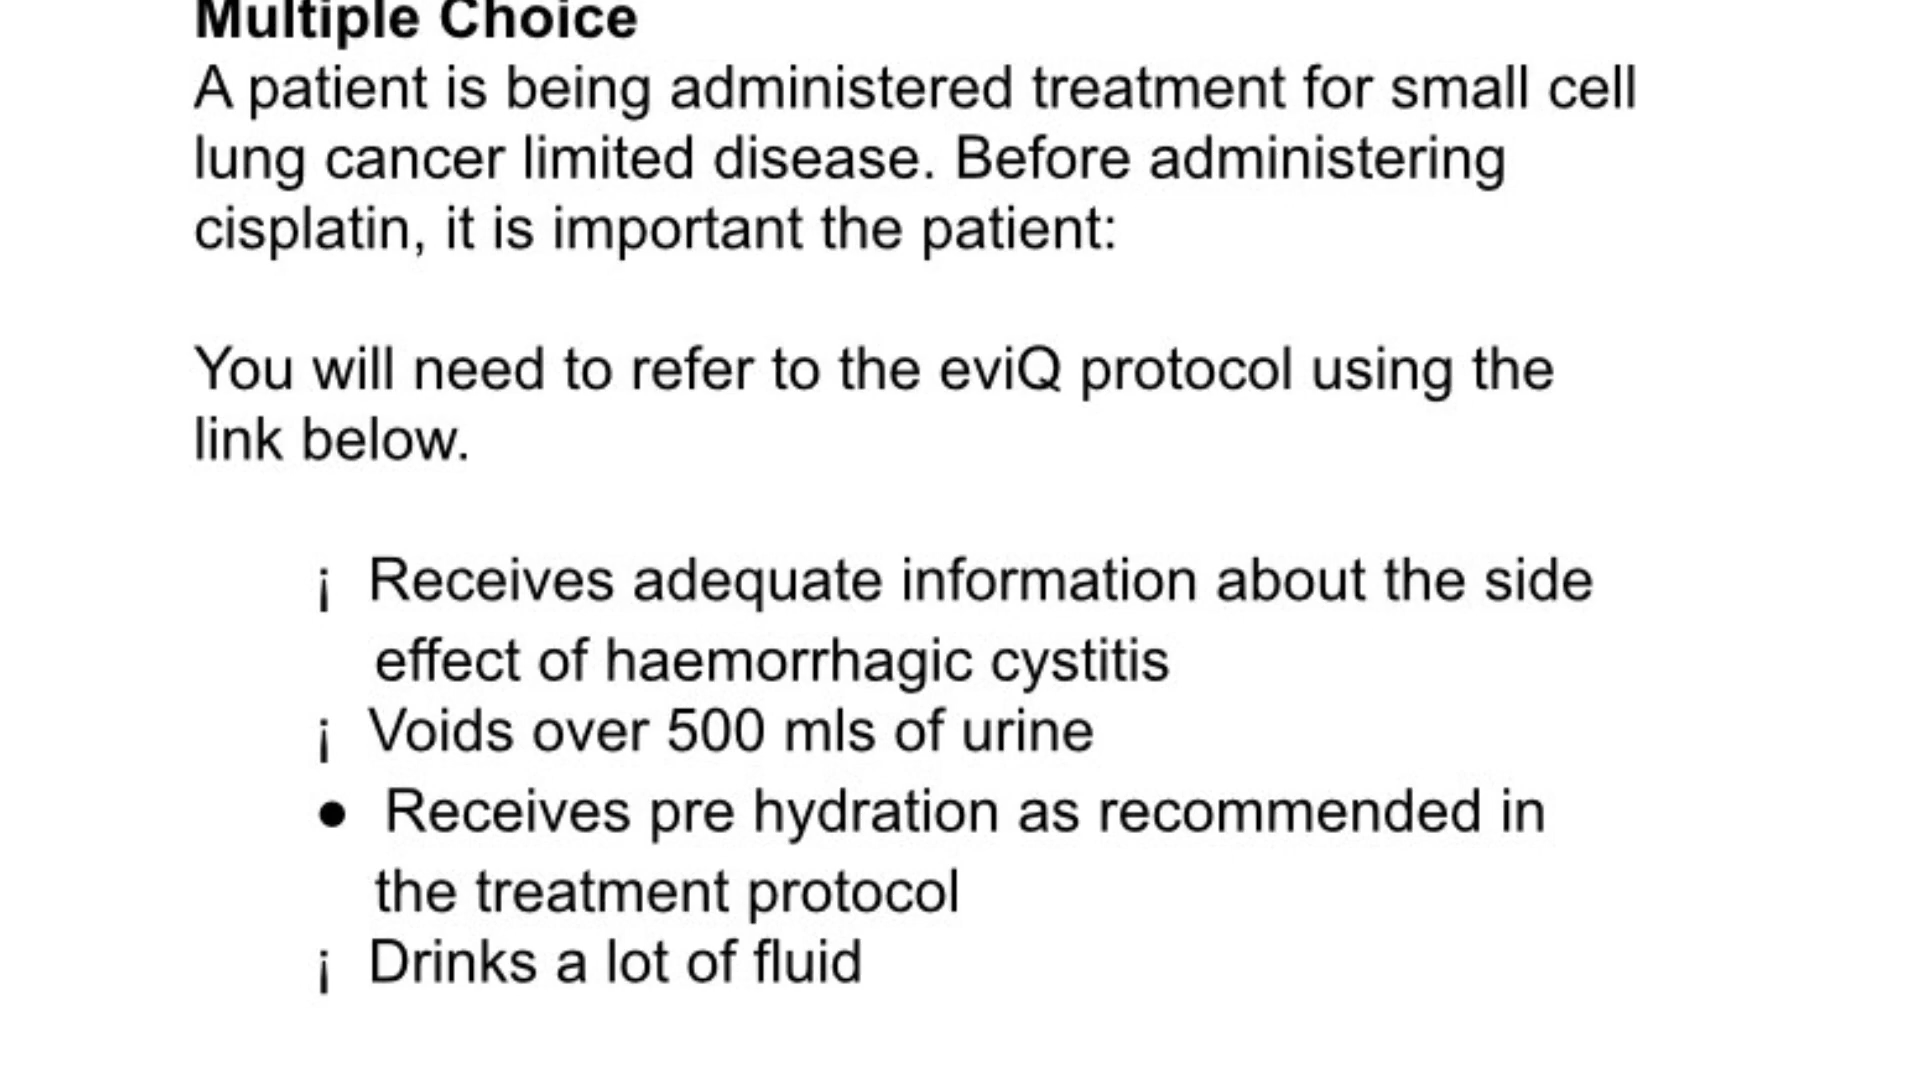 Multiple Choice
A patient is being administered treatment for small cell
lung cancer limited disease. Before administering
cisplatin, it is important the patient:
You will need to refer to the eviQ protocol using the
link below.
¡ Receives adequate information about the side
effect of haemorrhagic cystitis
¡ Voids over 500 mls of urine
● Receives pre hydration as recommended in
the treatment protocol
¡ Drinks a lot of fluid